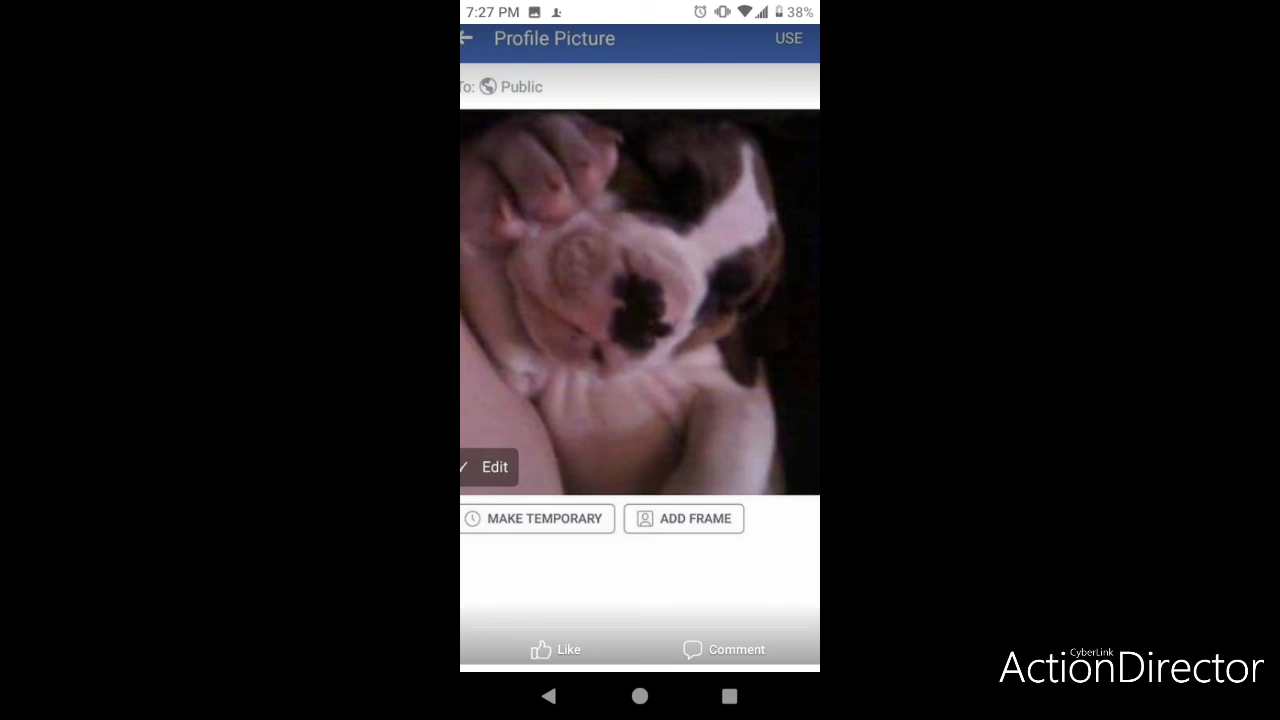 7:27 PM 38%
Profile Picture USE
To: Public
Edit
MAKE TEMPORARY ADD FRAME
Like Comment
CyberLink
ActionDirector